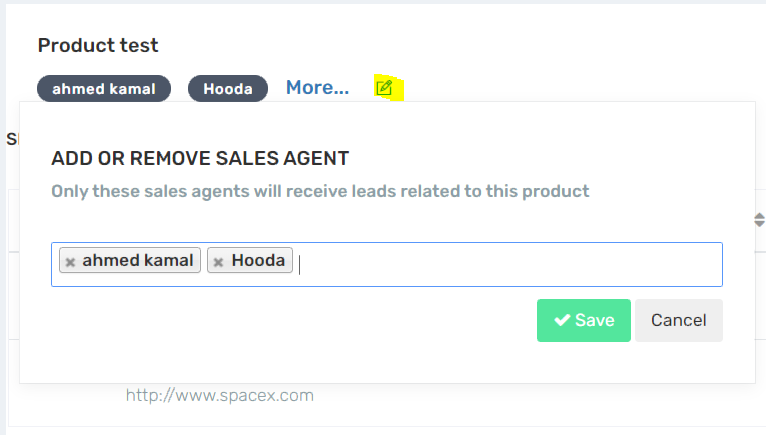 Product test
ahmed kamal Hooda More...
ADD OR REMOVE SALES AGENT
Only these sales agents will receive leads related to this product
× ahmed kamal × Hooda
Save Cancel
http://www.spacex.com